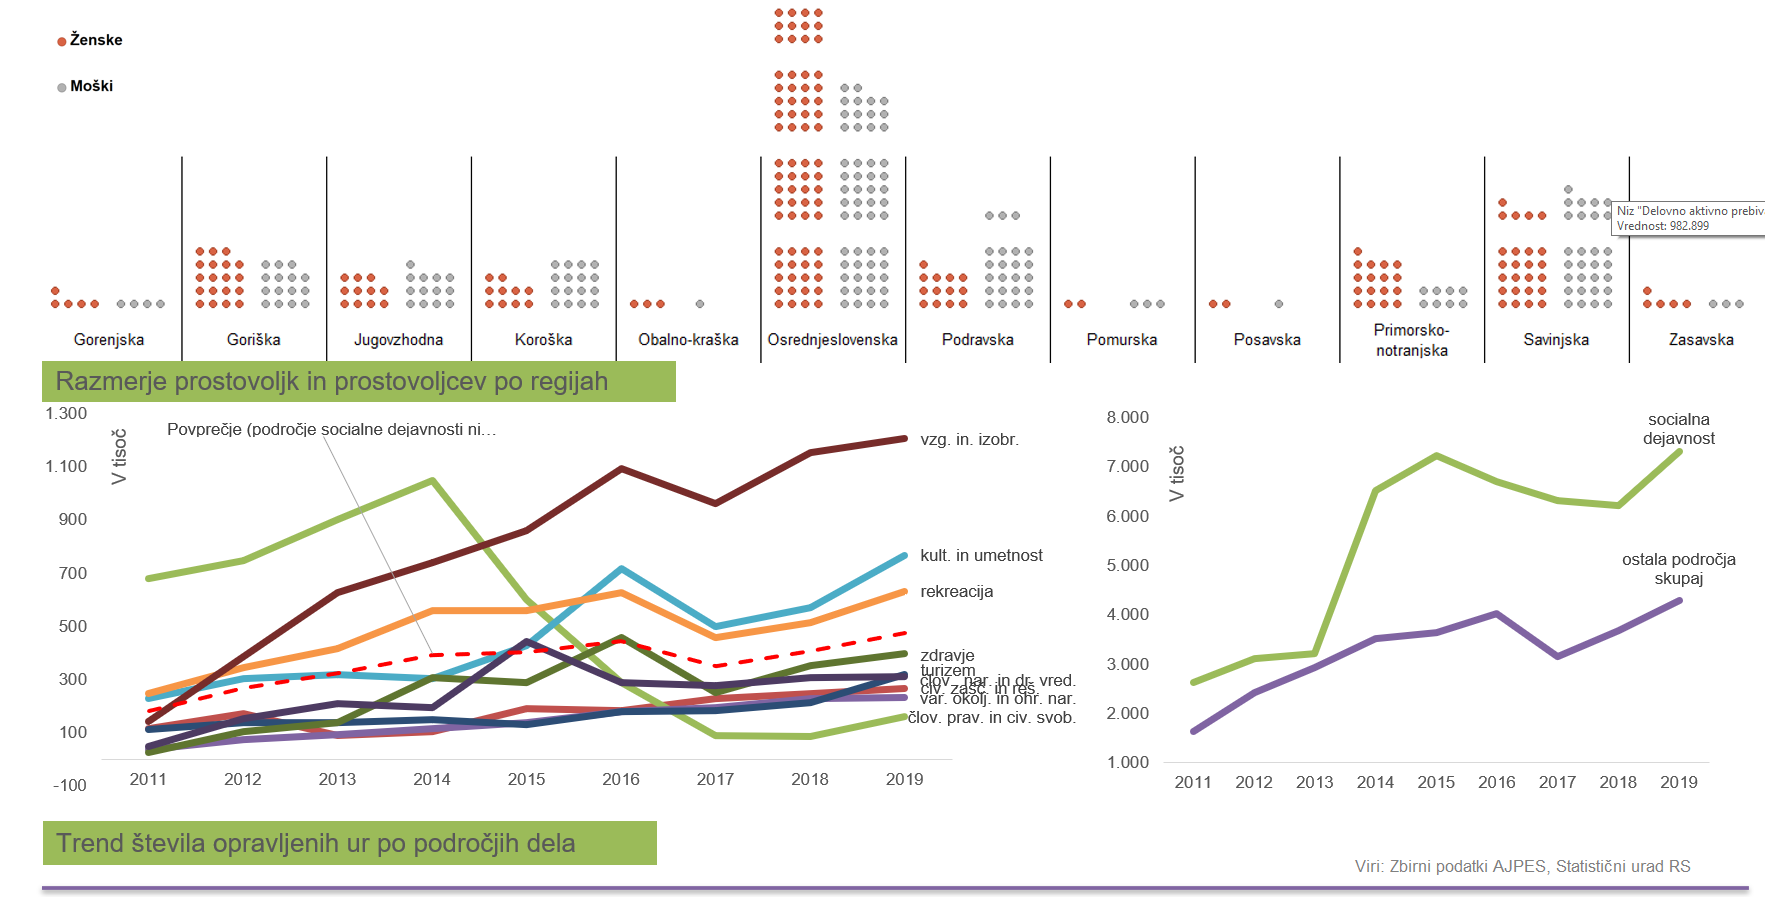 Ženske
Moški
Niz "Delovno aktivno
Vrednost: 982.899
Gorenjska
Goriška
Jugovzhodna
Koroška
Obalno-kraška
Osrednjeslovenska
Podravska
Pomurska
Posavska
Primorsko-
notranjska
Savinjska
Zasavska
Razmerje prostovoljk in prostovoljcev po regijah
1.300
1.100
900
700
500
300
100
-100
V tisoč
Povprečje (področje socialne dejavnosti ni...
vzg. in. izobr.
kult. in umetnost
rekreacija
zdravje
turizem
člov. nar. in dr. vred.
civ. zašč. in reš.
var. okolj. in ohr. nar.
člov. prav. in civ. svob.
2011 2012 2013 2014 2015 2016 2017 2018 2019
8.000
7.000
6.000
5.000
4.000
3.000
2.000
1.000
V tisoč
socialna
dejavnost
ostala področja
skupaj
2011 2012 2013 2014 2015 2016 2017 2018 2019
Trend števila opravljenih ur po področjih dela
Viri: Zbirni podatki AJPES, Statistični urad RS